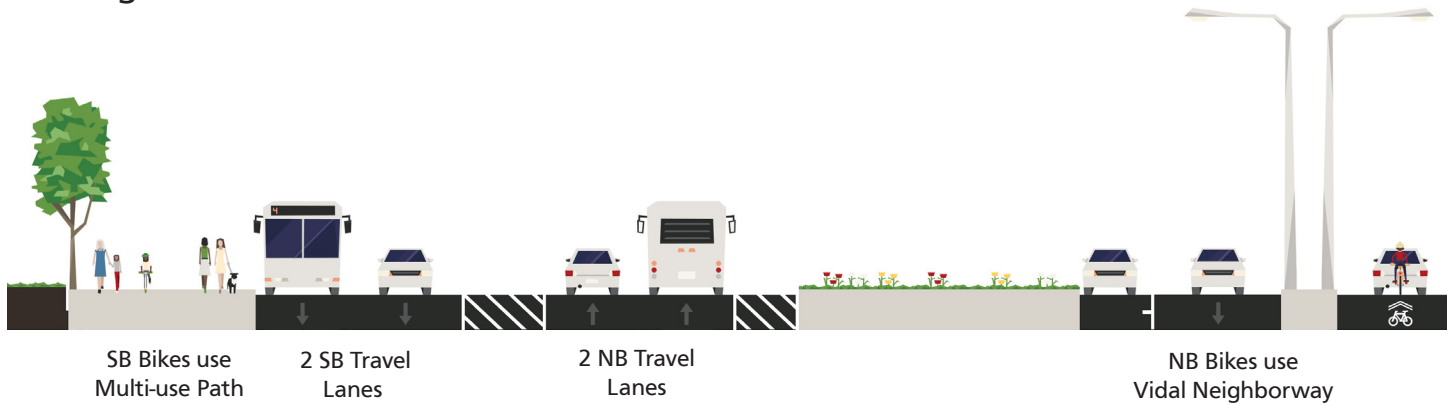 4
SB Bikes use
Multi-use Path
2 SB Travel
Lanes
2 NB Travel
Lanes
NB Bikes use
Vidal Neighborway